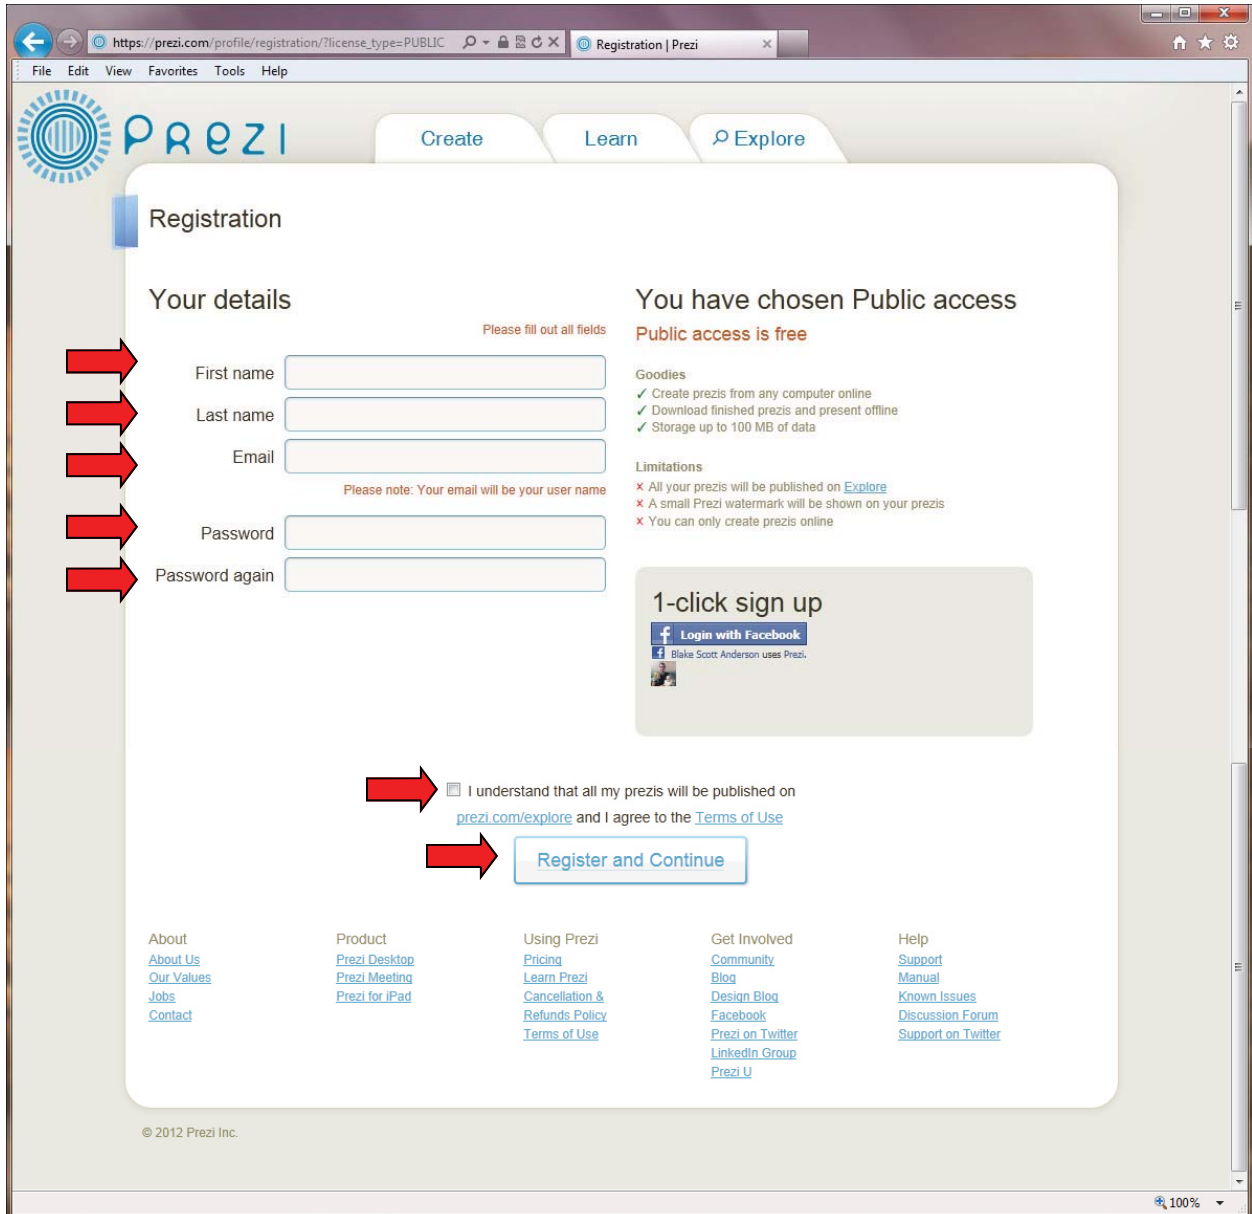 https://prezi.com/profile/registration/?license_type=PUBLIC
Registration | Prezi
File Edit View Favorites Tools Help
PREZI
Create
Learn
Explore
Registration
Your details
Please fill out all fields
First name
Last name
Email
Please note: Your email will be your user name
Password
Password again
You have chosen Public access
Public access is free
Goodies
✓ Create prezis from any computer online
✓ Download finished prezis and present offline
✓ Storage up to 100 MB of data
Limitations
x All your prezis will be published on Explore
x A small Prezi watermark will be shown on your prezis
x You can only create prezis online
1-click sign up
f Login with Facebook
f Blake Scott Anderson uses Prezi.
I understand that all my prezis will be published on
prezi.com/explore and I agree to the Terms of Use
Register and Continue
About
About Us
Our Values
Jobs
Contact
Product
Prezi Desktop
Prezi Meeting
Prezi for iPad
Using Prezi
Pricing
Learn Prezi
Cancellation &
Refunds Policy
Terms of Use
Get Involved
Community
Blog
Design Blog
Facebook
Prezi on Twitter
LinkedIn Group
Prezi U
Help
Support
Manual
Known Issues
Discussion Forum
Support on Twitter
© 2012 Prezi Inc.
100%